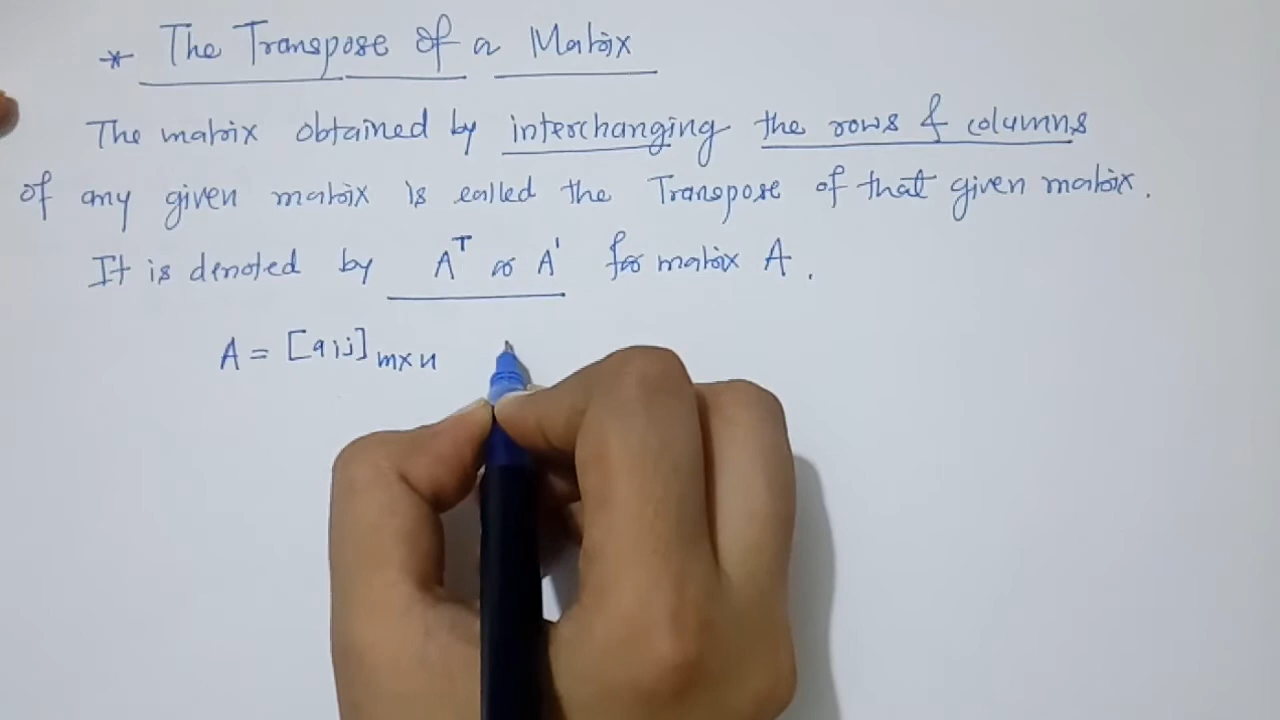 * The Transpose of a Matrix
The matrix obtained by interchanging the rows & columns
of any given matrix is called the Transpose of that given matrix.
It is denoted by Aᵀ or A' for matrix A.
A = [aij]m×n